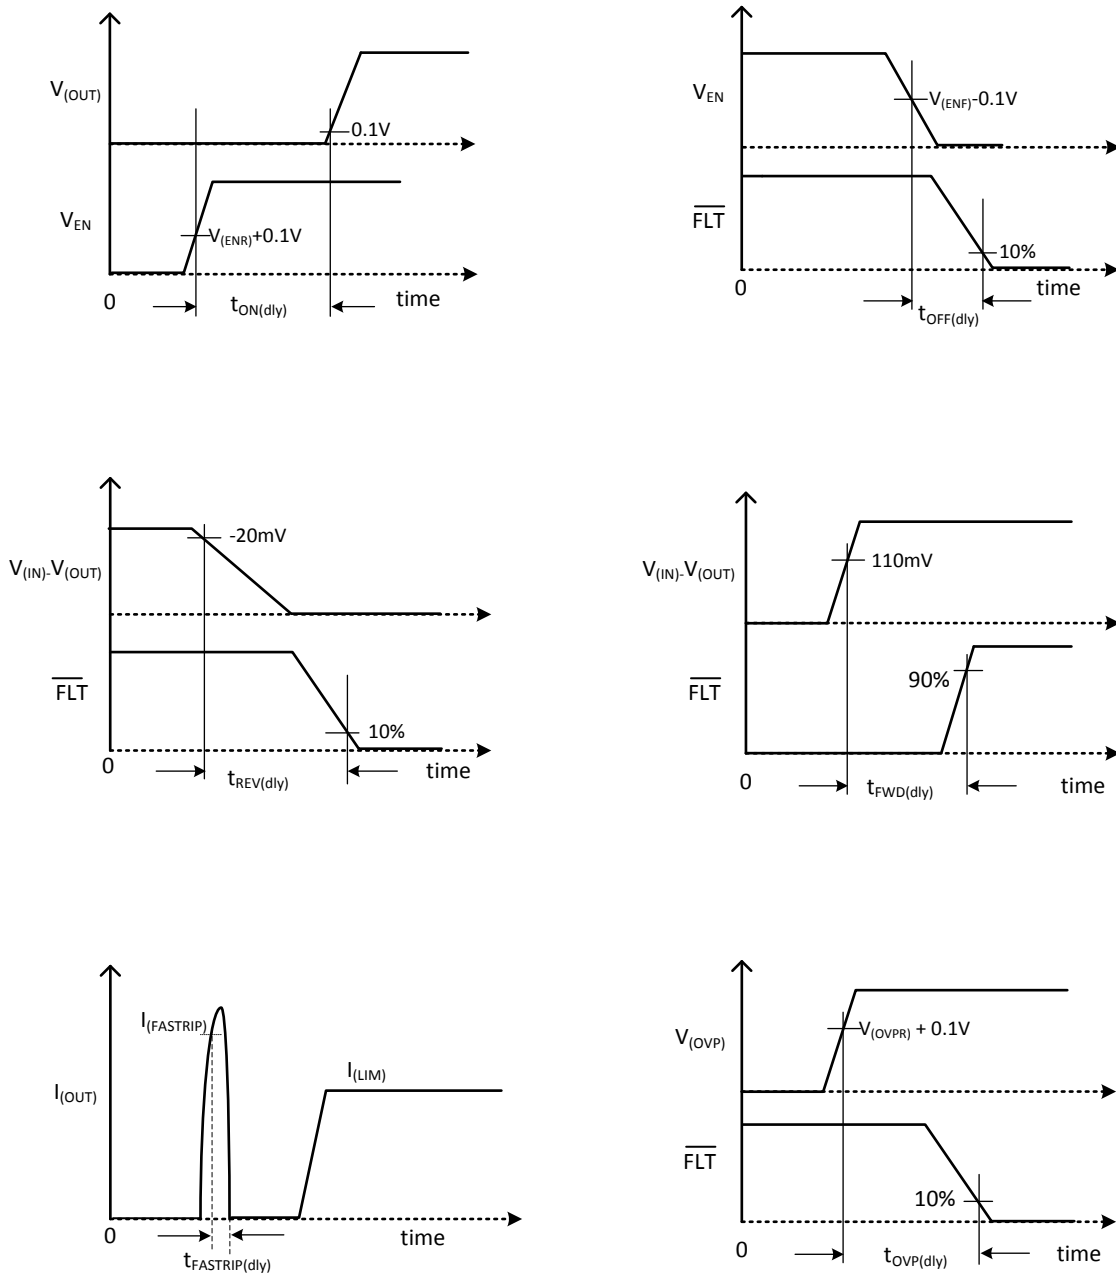 V(OUT)
0.1V
VEN
V(ENR)+0.1V
0
tON(dly)
time
VEN
V(ENF)-0.1V
FLT
10%
0
tOFF(dly)
time
V(IN)-V(OUT)
-20mV
FLT
10%
0
tREV(dly)
time
V(IN)-V(OUT)
110mV
FLT
90%
0
tFWD(dly)
time
I(FASTRIP)
I(LIM)
I(OUT)
0
tFASTRIP(dly)
time
V(OVP)
V(OVPR) + 0.1V
FLT
10%
0
tOVP(dly)
time